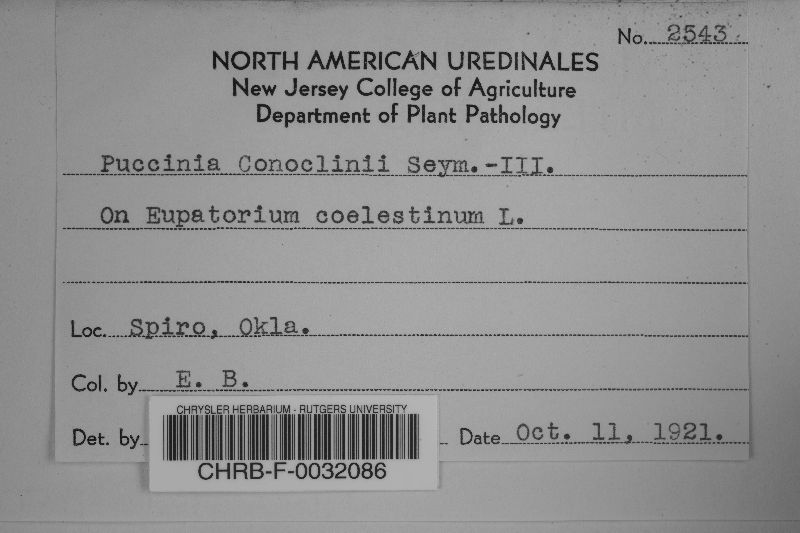 No. 2543.
NORTH AMERICAN UREDINALES
New Jersey College of Agriculture
Department of Plant Pathology
Puccinia Conoclinii Seym.-III.
On Eupatorium coelestinum L.
Loc. Spiro, Okla.
Col. by E. B.
Det. by Date Oct. 11, 1921.
CHRYSLER HERBARIUM - RUTGERS UNIVERSITY
CHRB-F-0032086